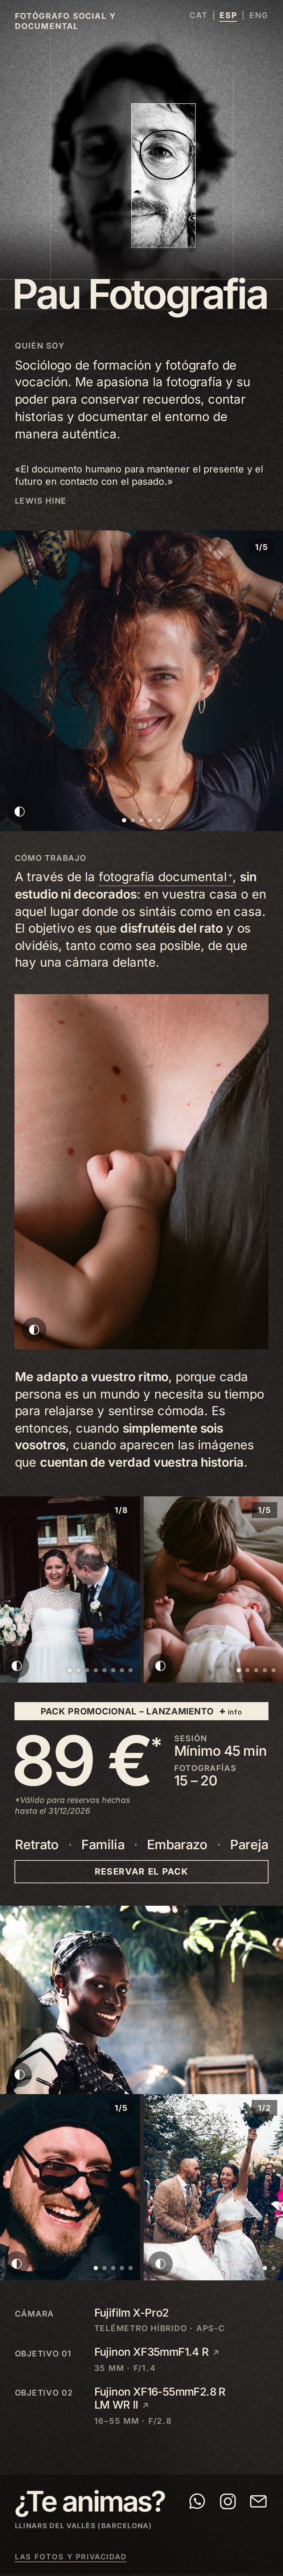 FOTÓGRAFO SOCIAL Y
DOCUMENTAL
CAT | ESP | ENG
Pau Fotografia
QUIÉN SOY
Sociólogo de formación y fotógrafo de
vocación. Me apasiona la fotografía y su
poder para conservar recuerdos, contar
historias y documentar el entorno de
manera auténtica.
«El documento humano para mantener el presente y el
futuro en contacto con el pasado.»
LEWIS HINE
1/5
CÓMO TRABAJO
A través de la fotografía documental+, sin
estudio ni decorados: en vuestra casa o en
aquel lugar donde os sintáis como en casa.
El objetivo es que disfrutéis del rato y os
olvidéis, tanto como sea posible, de que
hay una cámara delante.
Me adapto a vuestro ritmo, porque cada
persona es un mundo y necesita su tiempo
para relajarse y sentirse cómoda. Es
entonces, cuando simplemente sois
vosotros, cuando aparecen las imágenes
que cuentan de verdad vuestra historia.
1/8
1/5
PACK PROMOCIONAL – LANZAMIENTO + info
89 €*
*Válido para reservas hechas
hasta el 31/12/2026
SESIÓN
Mínimo 45 min
FOTOGRAFÍAS
15 – 20
Retrato · Familia · Embarazo · Pareja
RESERVAR EL PACK
1/5
1/2
CÁMARA
Fujifilm X-Pro2
TELÉMETRO HÍBRIDO · APS-C
OBJETIVO 01
Fujinon XF35mmF1.4 R ↗
35 MM · F/1.4
OBJETIVO 02
Fujinon XF16-55mmF2.8 R
LM WR II ↗
16–55 MM · F/2.8
¿Te animas?
LLINARS DEL VALLÈS (BARCELONA)
LAS FOTOS Y PRIVACIDAD